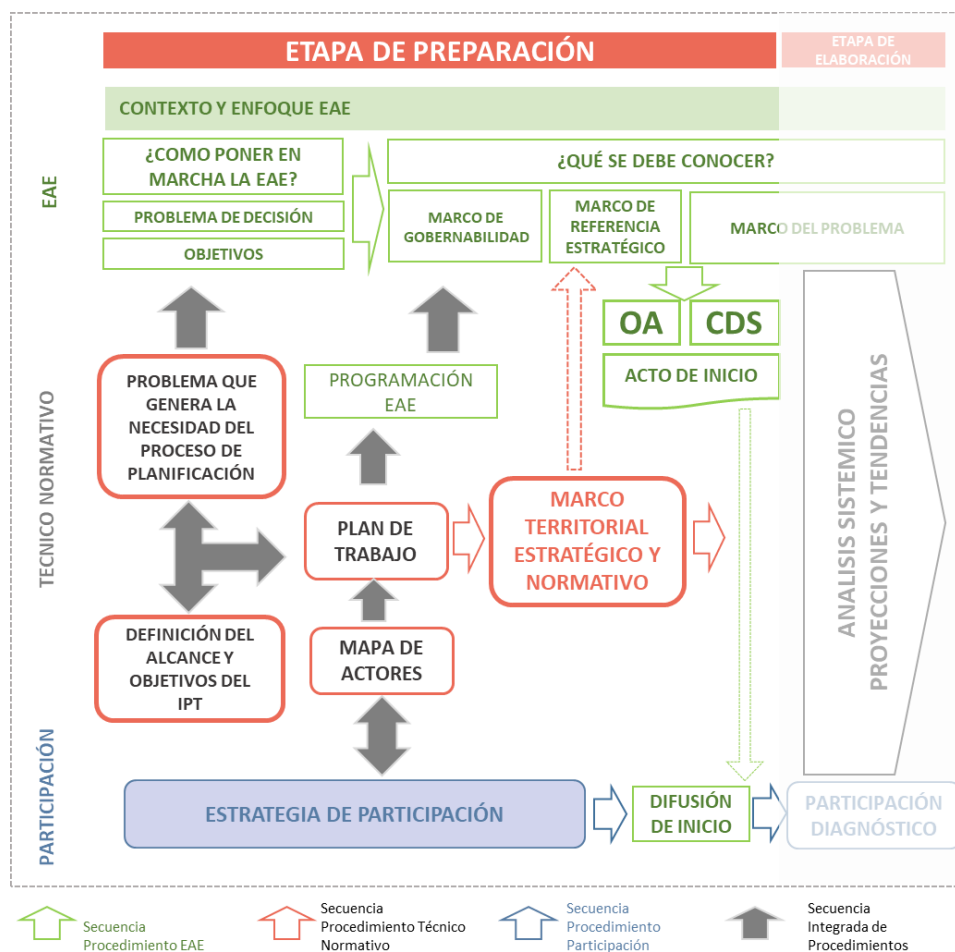 ETAPA DE PREPARACIÓN
ETAPA DE
ELABORACIÓN
CONTEXTO Y ENFOQUE EAE
EAE
¿COMO PONER EN
MARCHA LA EAE?
PROBLEMA DE DECISIÓN
OBJETIVOS
¿QUÉ SE DEBE CONOCER?
MARCO DE
GOBERNABILIDAD
MARCO DE
REFERENCIA
ESTRATÉGICO
MARCO DEL PROBLEMA
OA
CDS
ACTO DE INICIO
TECNICO NORMATIVO
PROBLEMA QUE
GENERA LA
NECESIDAD DEL
PROCESO DE
PLANIFICACIÓN
PROGRAMACIÓN
EAE
PLAN DE
TRABAJO
MARCO
TERRITORIAL
ESTRATÉGICO Y
NORMATIVO
DEFINICIÓN DEL
ALCANCE Y
OBJETIVOS DEL
IPT
MAPA DE
ACTORES
ANALISIS SISTEMICO
PROYECCIONES Y TENDENCIAS
PARTICIPACIÓN
ESTRATEGIA DE PARTICIPACIÓN
DIFUSIÓN
DE INICIO
PARTICIPACIÓN
DIAGNÓSTICO
Secuencia
Procedimiento EAE
Secuencia
Procedimiento Técnico
Normativo
Secuencia
Procedimiento
Participación
Secuencia
Integrada de
Procedimientos